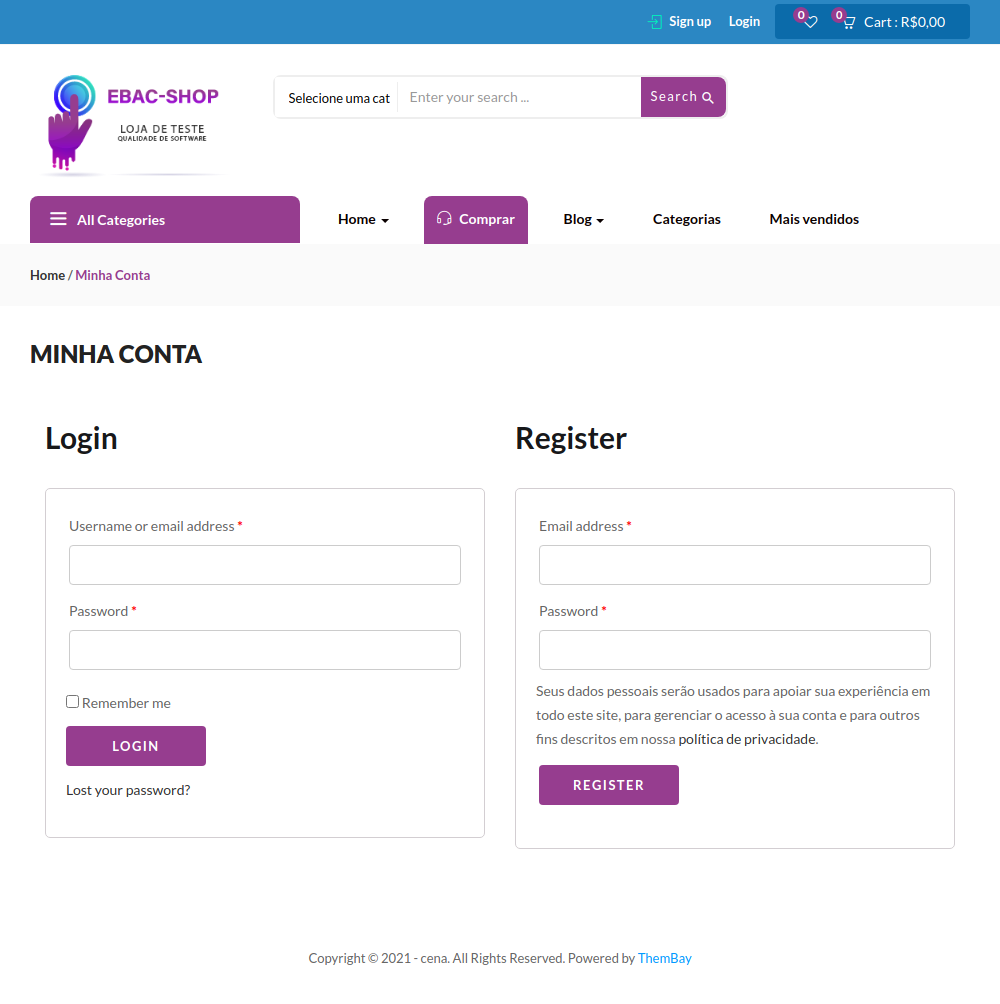 Sign up Login 0 0 Cart : R$0,00
EBAC-SHOP
LOJA DE TESTE
QUALIDADE DE SOFTWARE
Selecione uma cat Enter your search ... Search
All Categories Home Comprar Blog Categorias Mais vendidos
Home / Minha Conta
MINHA CONTA
Login
Username or email address *
Password *
Remember me
LOGIN
Lost your password?
Register
Email address *
Password *
Seus dados pessoais serão usados para apoiar sua experiência em
todo este site, para gerenciar o acesso à sua conta e para outros
fins descritos em nossa política de privacidade.
REGISTER
Copyright © 2021 - cena. All Rights Reserved. Powered by ThemBay